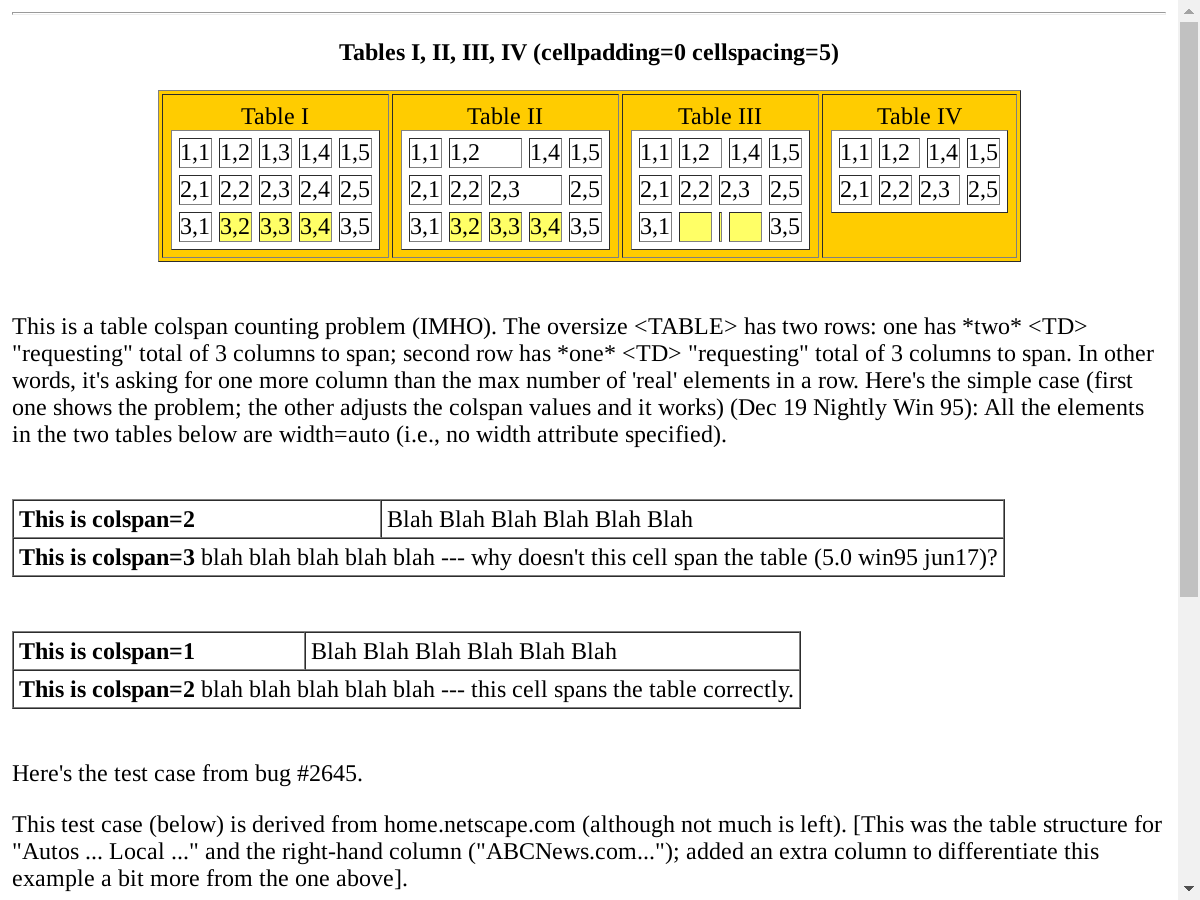 Tables I, II, III, IV (cellpadding=0 cellspacing=5)
Table I Table II Table III Table IV
1,1 1,2 1,3 1,4 1,5 1,1 1,2 1,4 1,5 1,1 1,2 1,4 1,5 1,1 1,2 1,4 1,5
2,1 2,2 2,3 2,4 2,5 2,1 2,2 2,3 2,5 2,1 2,2 2,3 2,5 2,1 2,2 2,3 2,5
3,1 3,2 3,3 3,4 3,5 3,1 3,2 3,3 3,4 3,5 3,1 3,5
This is a table colspan counting problem (IMHO). The oversize <TABLE> has two rows: one has *two* <TD>
"requesting" total of 3 columns to span; second row has *one* <TD> "requesting" total of 3 columns to span. In other
words, it's asking for one more column than the max number of 'real' elements in a row. Here's the simple case (first
one shows the problem; the other adjusts the colspan values and it works) (Dec 19 Nightly Win 95): All the elements
in the two tables below are width=auto (i.e., no width attribute specified).
This is colspan=2 Blah Blah Blah Blah Blah Blah
This is colspan=3 blah blah blah blah blah --- why doesn't this cell span the table (5.0 win95 jun17)?
This is colspan=1 Blah Blah Blah Blah Blah Blah
This is colspan=2 blah blah blah blah blah --- this cell spans the table correctly.
Here's the test case from bug #2645.
This test case (below) is derived from home.netscape.com (although not much is left). [This was the table structure for
"Autos ... Local ..." and the right-hand column ("ABCNews.com..."); added an extra column to differentiate this
example a bit more from the one above].